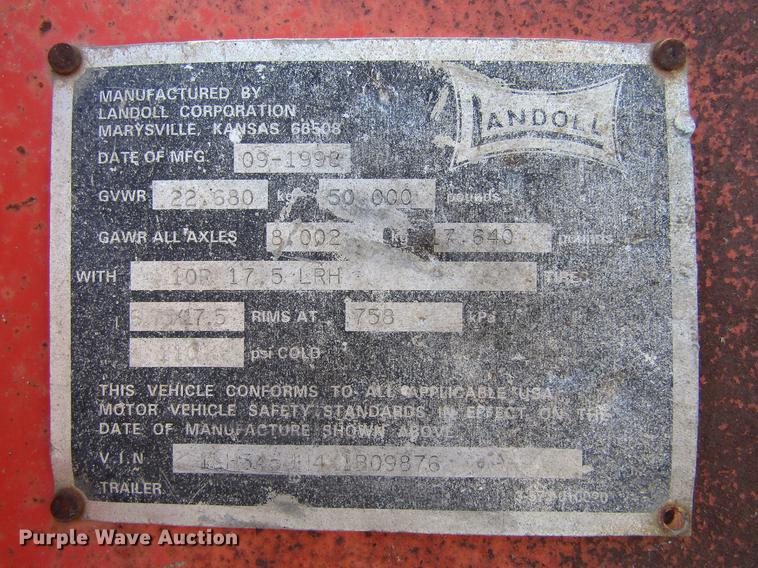 MANUFACTURED BY
LANDOLL CORPORATION
MARYSVILLE, KANSAS 66508
LANDOLL
DATE OF MFG. 09-1998
GVWR 22.680 kg 50.000 pounds
GAWR ALL AXLES 8.002 kg 17.640 pounds
WITH 10R 17.5 LRH TIRES
RIMS AT 758 kPa
110 psi COLD
THIS VEHICLE CONFORMS TO ALL APPLICABLE USA
MOTOR VEHICLE SAFETY STANDARDS IN EFFECT ON THE
DATE OF MANUFACTURE SHOWN ABOVE
V.I.N
TRAILER
Purple Wave Auction